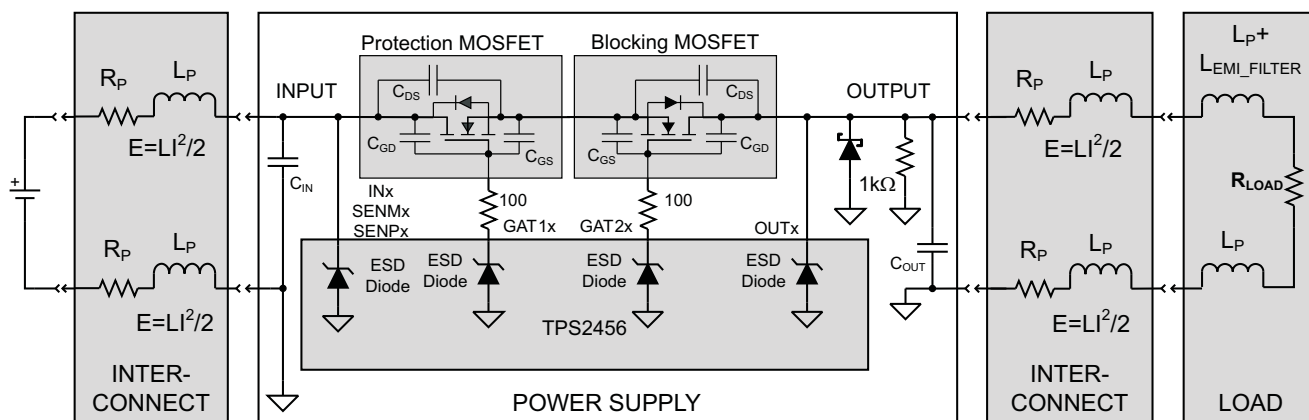 Protection MOSFET
Blocking MOSFET
L_P+
L_EMI_FILTER
R_P
L_P
INPUT
C_DS
C_DS
OUTPUT
R_P
L_P
E=LI²/2
C_GD
C_GS
C_GS
C_GD
E=LI²/2
C_IN
+
1kΩ
R_LOAD
INx
SENMx
SENPx
100
GAT1x
100
GAT2x
OUTx
R_P
L_P
ESD
Diode
ESD
Diode
ESD
Diode
ESD
Diode
C_OUT
R_P
L_P
L_P
E=LI²/2
TPS2456
E=LI²/2
INTER-
CONNECT
POWER SUPPLY
INTER-
CONNECT
LOAD